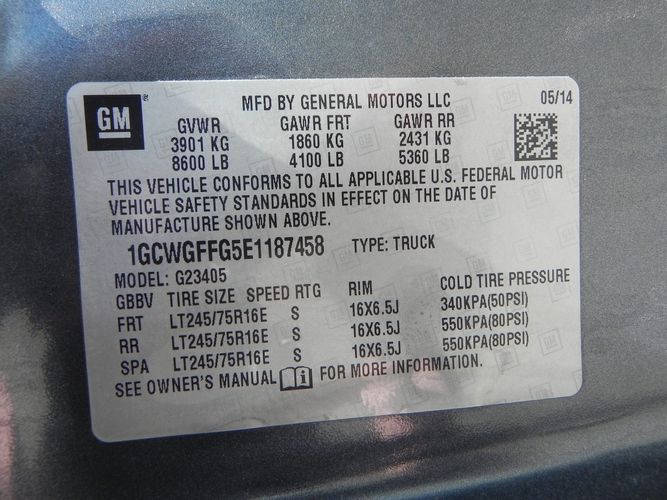 GM
MFD BY GENERAL MOTORS LLC 05/14
GVWR GAWR FRT GAWR RR
3901 KG 1860 KG 2431 KG
8600 LB 4100 LB 5360 LB
THIS VEHICLE CONFORMS TO ALL APPLICABLE U.S. FEDERAL MOTOR
VEHICLE SAFETY STANDARDS IN EFFECT ON THE DATE OF
MANUFACTURE SHOWN ABOVE.
1GCWGFFG5E1187458 TYPE: TRUCK
MODEL: G23405
GBBV TIRE SIZE SPEED RTG RIM COLD TIRE PRESSURE
FRT LT245/75R16E S 16X6.5J 340KPA(50PSI)
RR LT245/75R16E S 16X6.5J 550KPA(80PSI)
SPA LT245/75R16E S 16X6.5J 550KPA(80PSI)
SEE OWNER'S MANUAL FOR MORE INFORMATION.